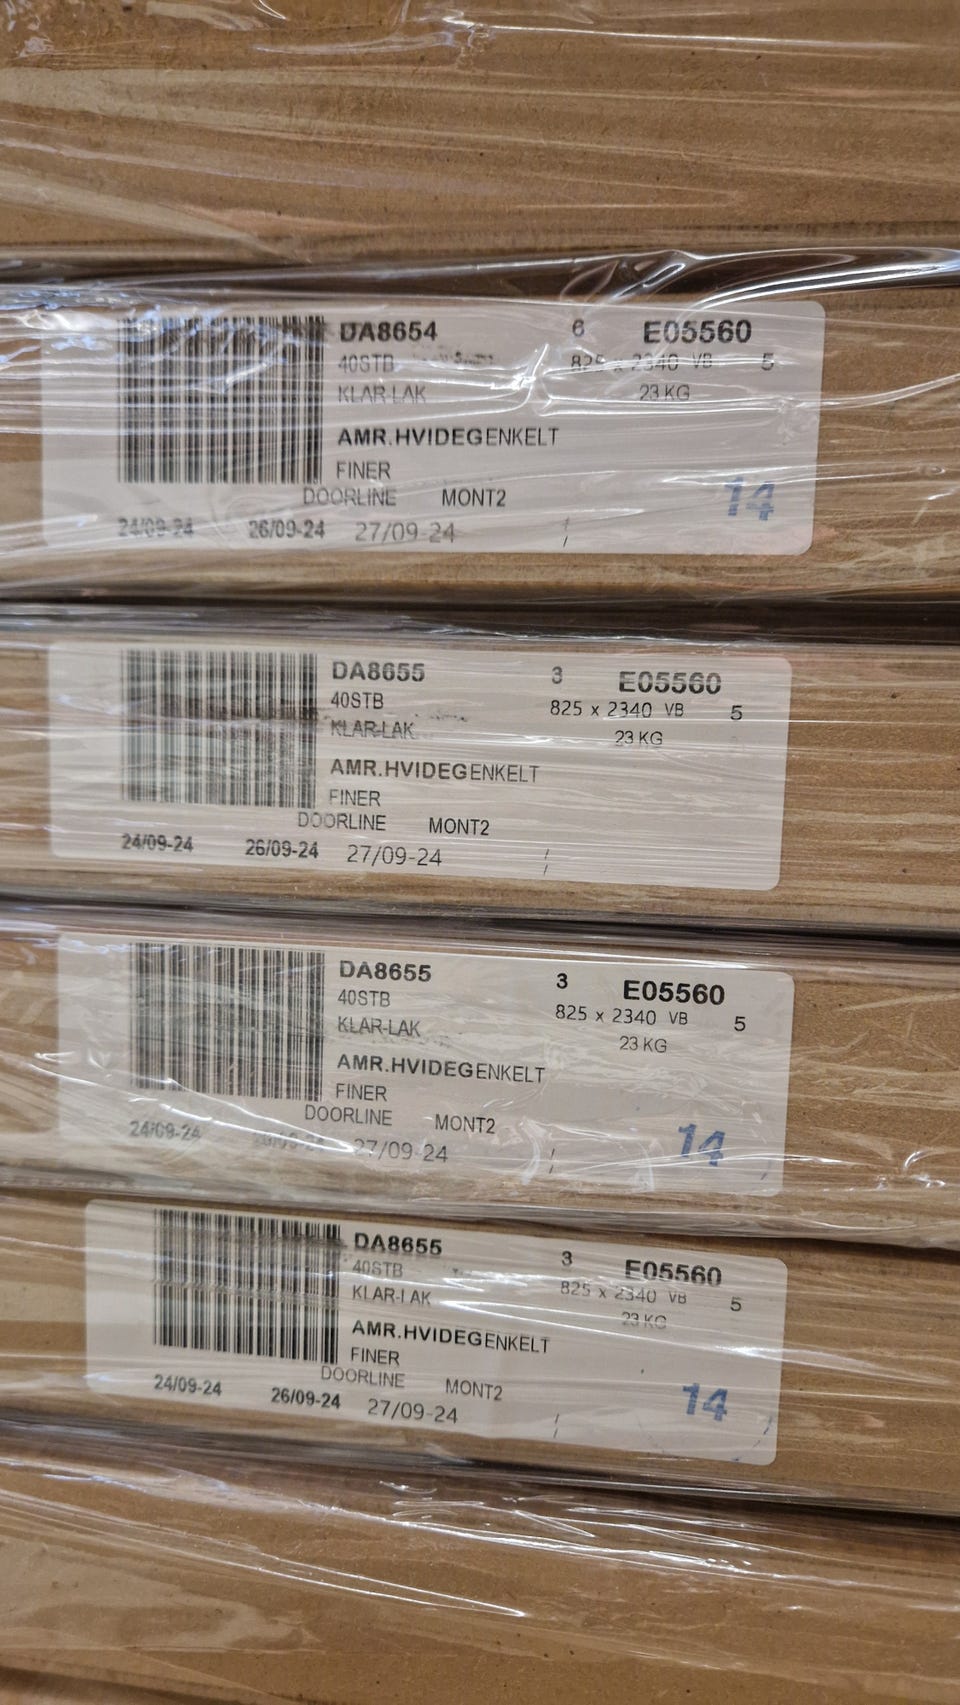 DA8654 6 E05560
40STB 825 x 2340 VB 5
KLAR-LAK 23 KG
AMR.HVIDEGENKELT
FINER
DOORLINE MONT2 14
24/09-24 26/09-24 27/09-24
DA8655 3 E05560
40STB 825 x 2340 VB 5
KLAR-LAK 23 KG
AMR.HVIDEGENKELT
FINER
DOORLINE MONT2
24/09-24 26/09-24 27/09-24
DA8655 3 E05560
40STB 825 x 2340 VB 5
KLAR-LAK 23 KG
AMR.HVIDEGENKELT
FINER
DOORLINE MONT2 14
24/09-24 26/09-24 27/09-24
DA8655 3 E05560
40STB 825 x 2340 VB 5
KLAR-LAK 23 KG
AMR.HVIDEGENKELT
FINER
DOORLINE MONT2 14
24/09-24 26/09-24 27/09-24